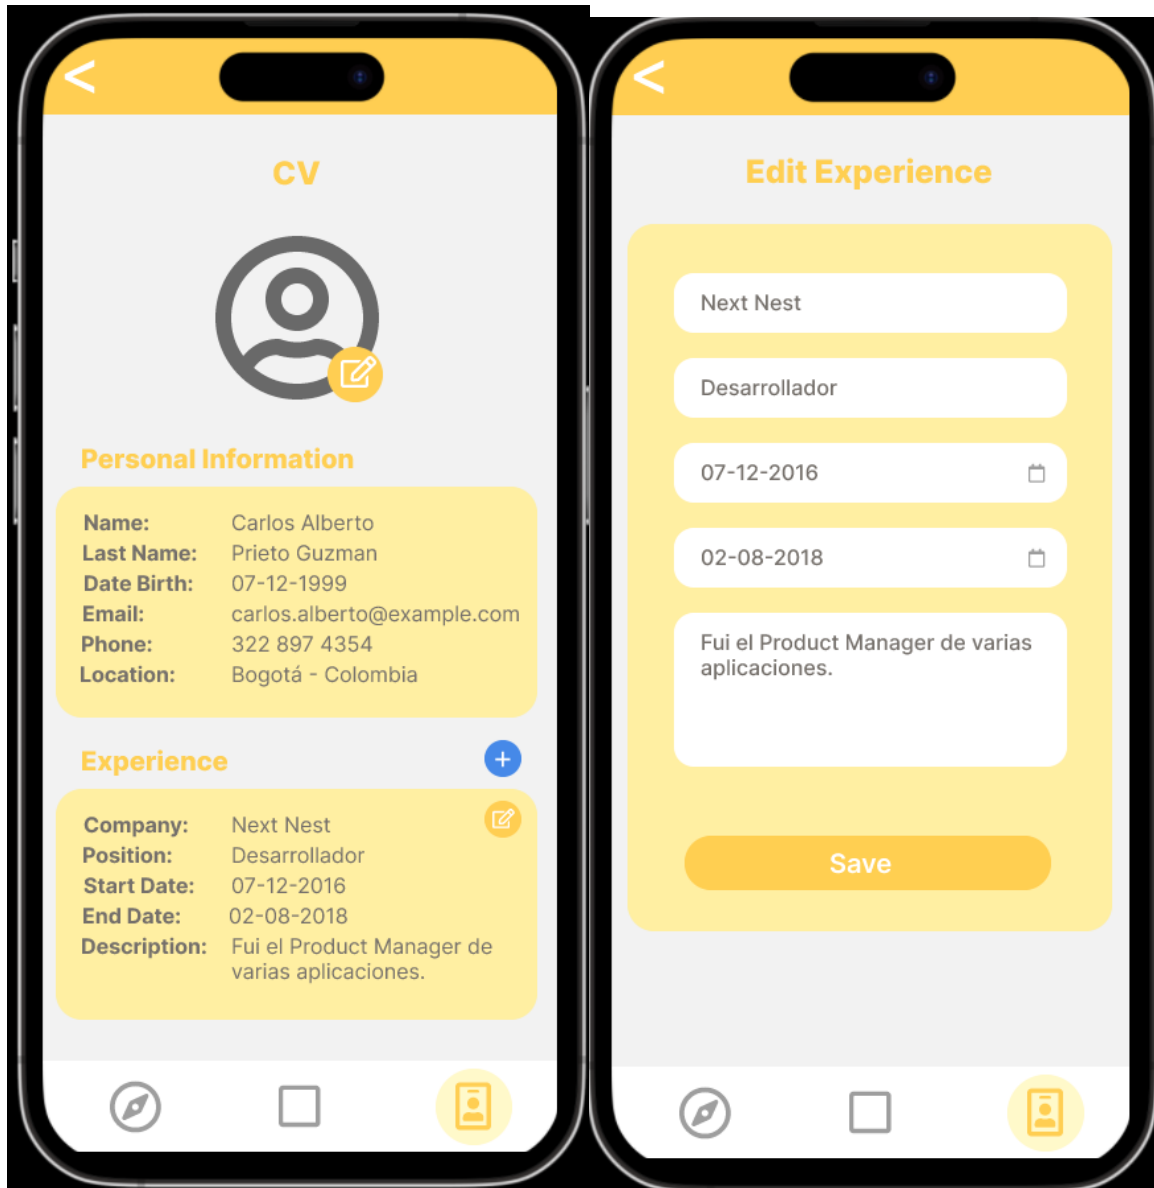 CV
Personal Information
Name: Carlos Alberto
Last Name: Prieto Guzman
Date Birth: 07-12-1999
Email: carlos.alberto@example.com
Phone: 322 897 4354
Location: Bogotá - Colombia
Experience
Company: Next Nest
Position: Desarrollador
Start Date: 07-12-2016
End Date: 02-08-2018
Description: Fui el Product Manager de
varias aplicaciones.
Edit Experience
Next Nest
Desarrollador
07-12-2016
02-08-2018
Fui el Product Manager de varias
aplicaciones.
Save